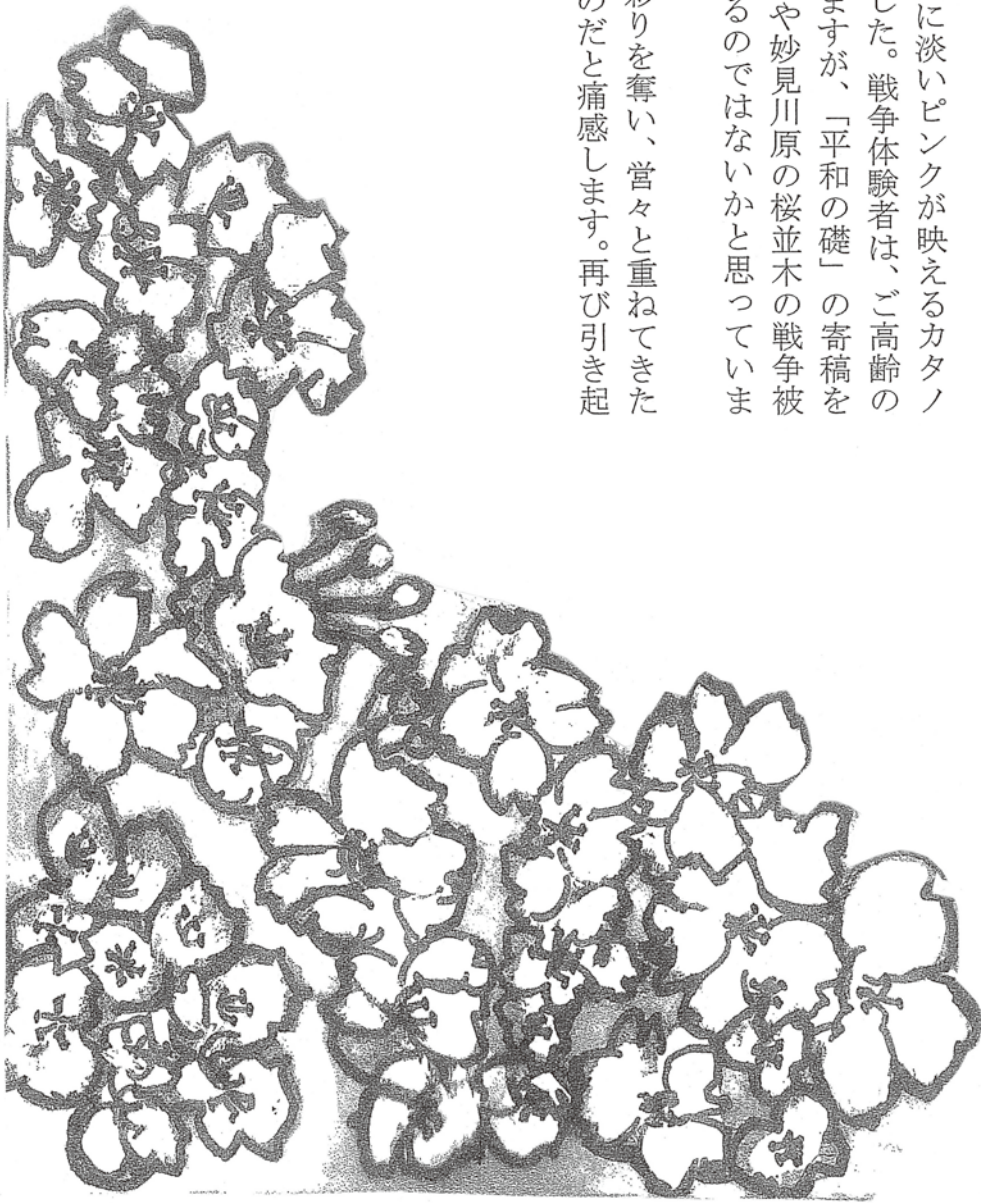 に淡いピンクが映えるカタノ
した。戦争体験者は、ご高齢の
ますが、「平和の礎」の寄稿を
や妙見川原の桜並木の戦争被
るのではないかと思っていま
彩りを奪い、営々と重ねてきた
のだと痛感します。再び引き起